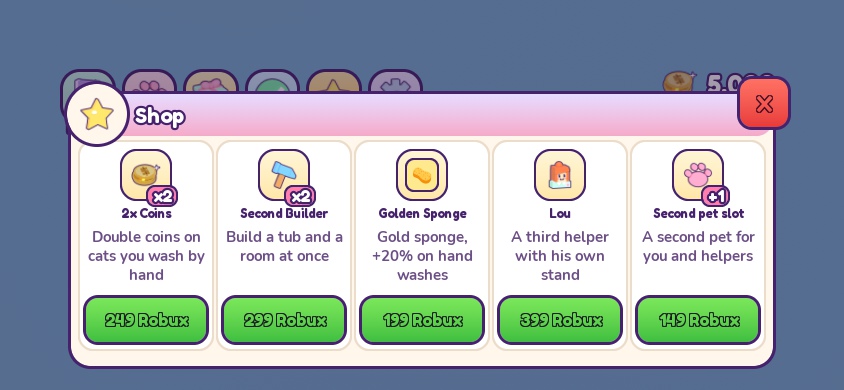 Shop
x2
2x Coins
Double coins on
cats you wash by
hand
249 Robux
x2
Second Builder
Build a tub and a
room at once
299 Robux
Golden Sponge
Gold sponge,
+20% on hand
washes
199 Robux
Lou
A third helper
with his own
stand
399 Robux
+1
Second pet slot
A second pet for
you and helpers
149 Robux